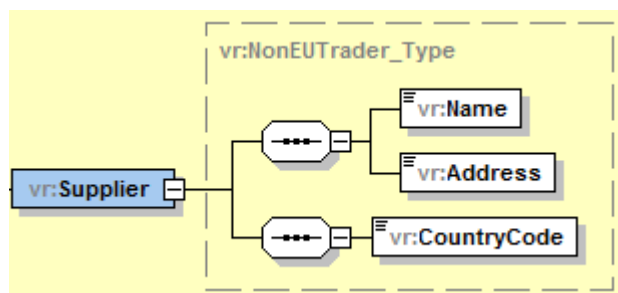 vr:NonEUTrader_Type
vr:Name
vr:Address
vr:Supplier
vr:CountryCode